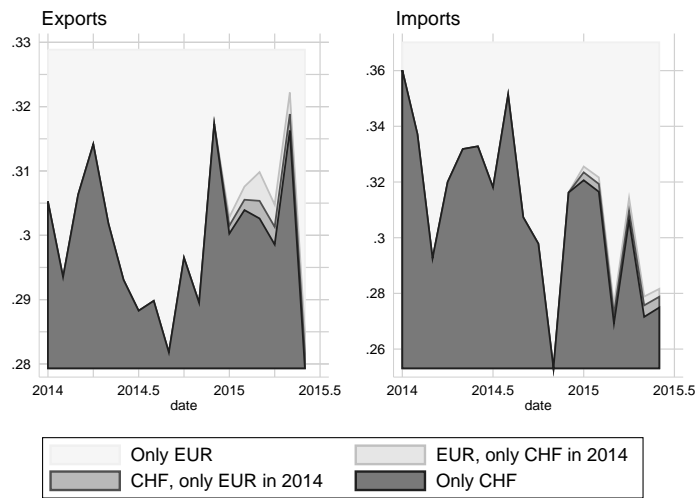 Exports
Imports
.33
.32
.31
.3
.29
.28
2014
2014.5
2015
2015.5
date
.36
.34
.32
.3
.28
.26
2014
2014.5
2015
2015.5
date
Only EUR
EUR, only CHF in 2014
CHF, only EUR in 2014
Only CHF